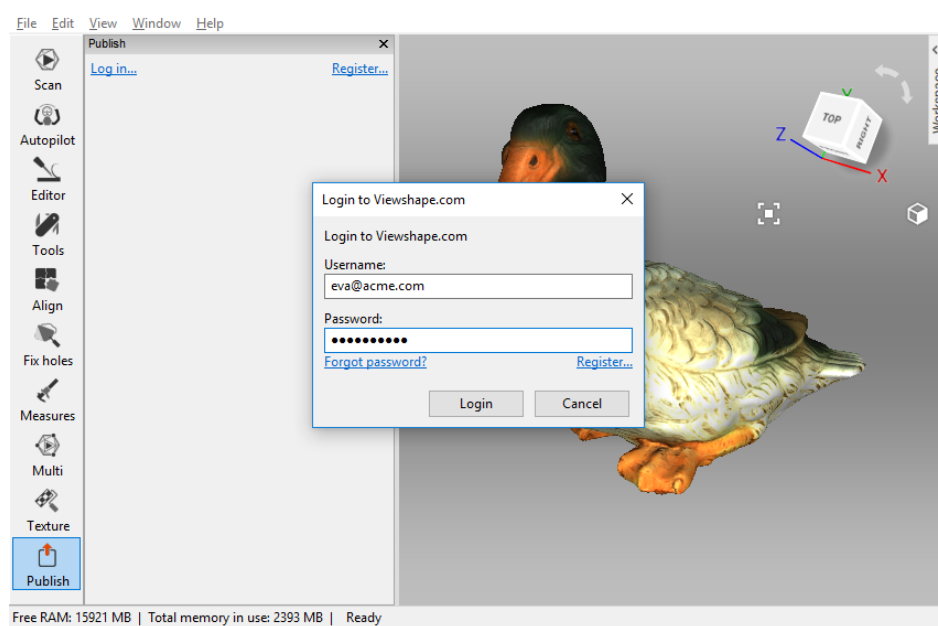 File Edit View Window Help
Publish
Log in... Register...
Scan
Autopilot
Editor
Tools
Align
Fix holes
Measures
Multi
Texture
Publish
Login to Viewshape.com
Login to Viewshape.com
Username:
eva@acme.com
Password:
••••••••••
Forgot password? Register...
Login Cancel
TOP
RIGHT
Y
Z
X
Workspace
Free RAM: 15921 MB | Total memory in use: 2393 MB | Ready